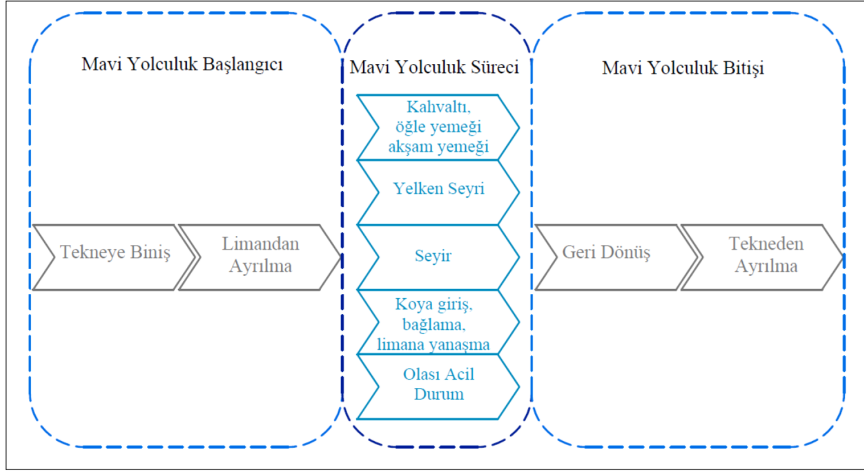 Mavi Yolculuk Başlangıcı
Mavi Yolculuk Süreci
Mavi Yolculuk Bitişi
Kahvaltı,
öğle yemeği
akşam yemeği
Yelken Seyri
Tekneye Biniş
Limandan
Ayrılma
Seyir
Geri Dönüş
Tekneden
Ayrılma
Koya giriş,
bağlama,
limana yanaşma
Olası Acil
Durum